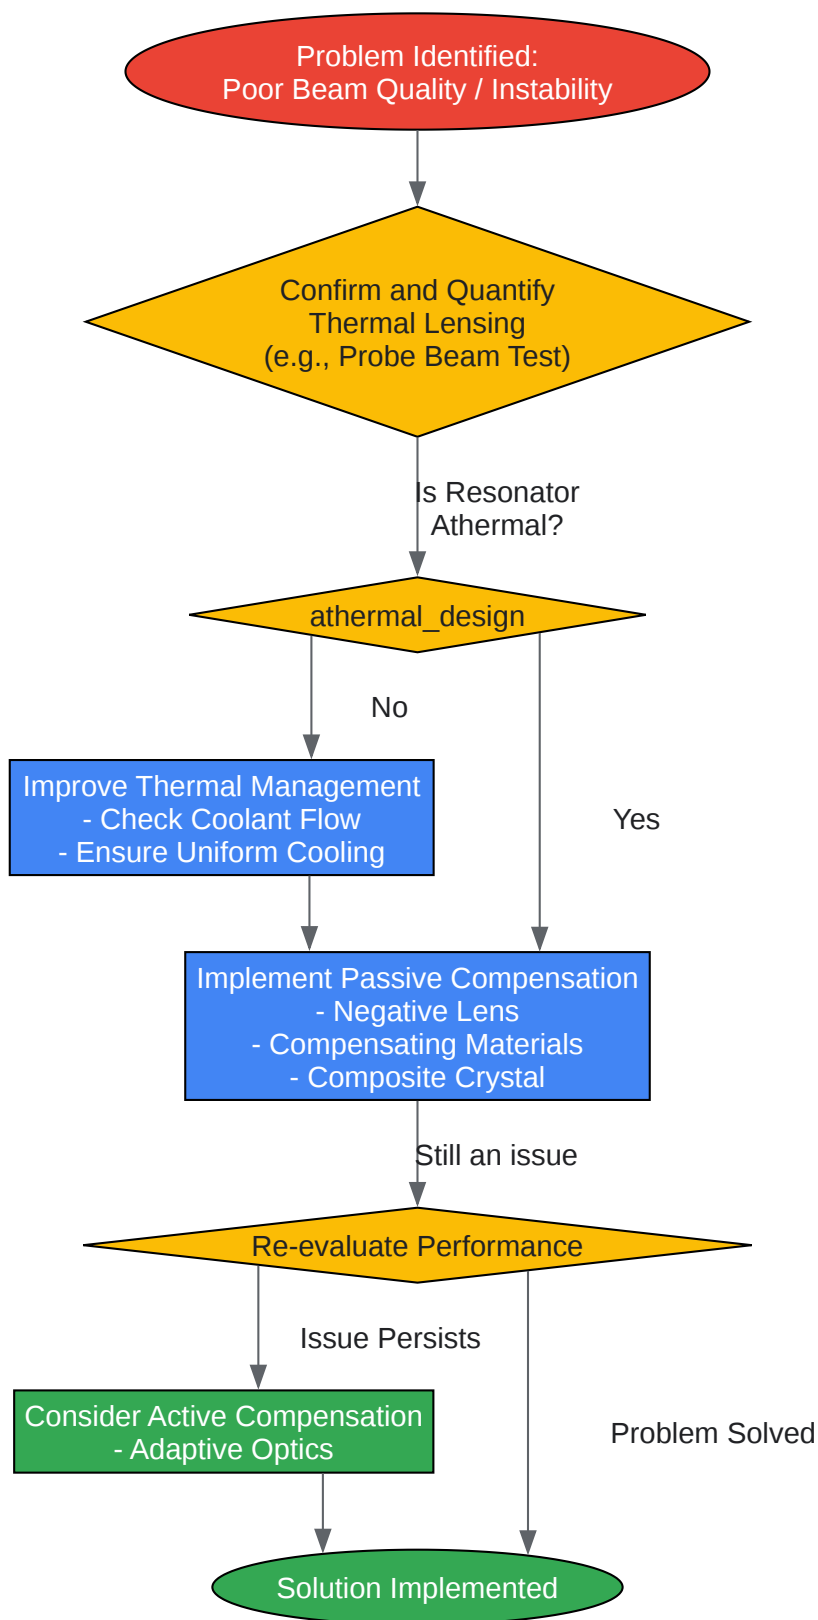 Problem Identified:
Poor Beam Quality / Instability
Confirm and Quantify
Thermal Lensing
(e.g., Probe Beam Test)
Is Resonator
Athermal?
athermal_design
No
Improve Thermal Management
- Check Coolant Flow
- Ensure Uniform Cooling
Yes
Implement Passive Compensation
- Negative Lens
- Compensating Materials
- Composite Crystal
Still an issue
Re-evaluate Performance
Issue Persists
Consider Active Compensation
- Adaptive Optics
Problem Solved
Solution Implemented